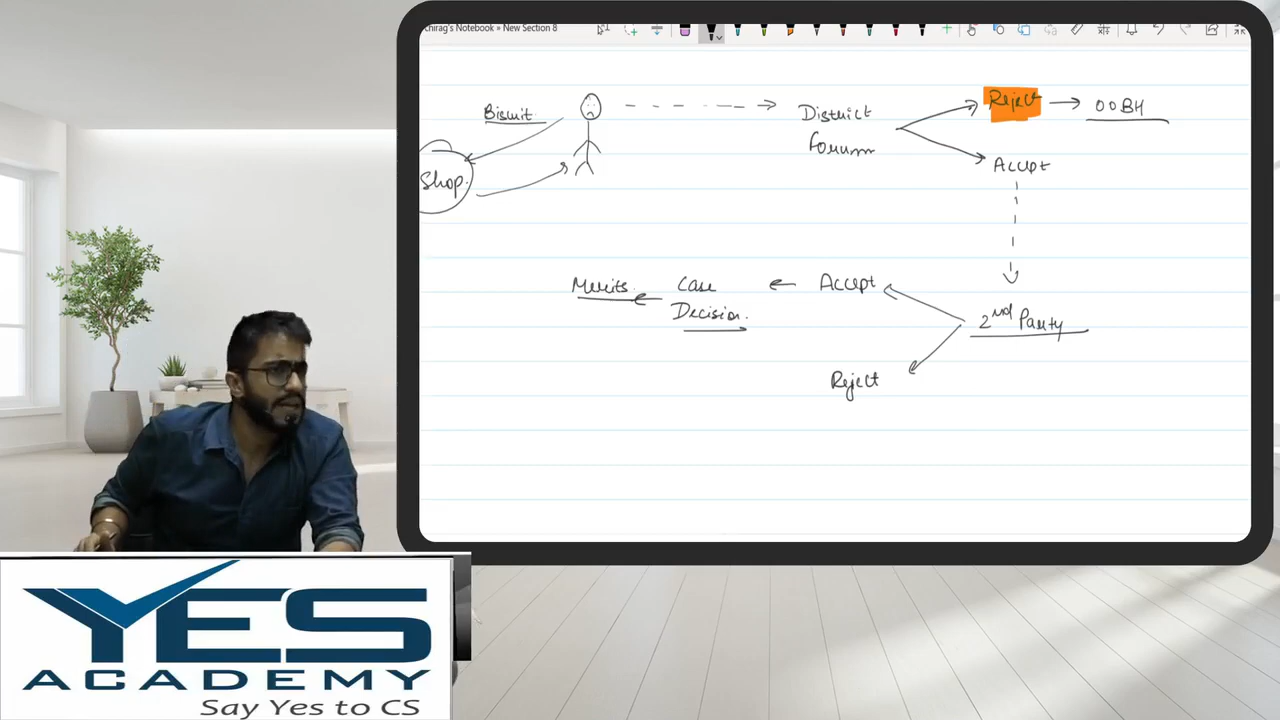 chirag's Notebook » New Section 8
Biscuit
Shop.
District
Forum
Reject
OOBH
Accept
2nd Party
Accept
Case
Decision.
Merits.
Reject
YES
ACADEMY
Say Yes to CS